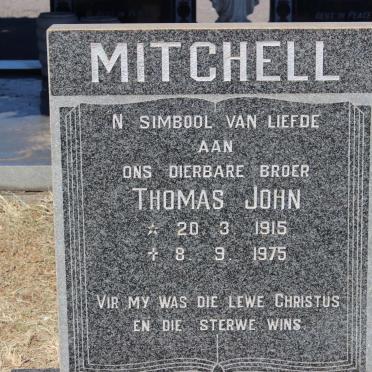 MITCHELL
N SIMBOOL VAN LIEFDE
AAN
ONS DIERBARE BROER
THOMAS JOHN
☆ 20 3 1915
✝ 8 9 1975
VIR MY WAS DIE LEWE CHRISTUS
EN DIE STERWE WINS